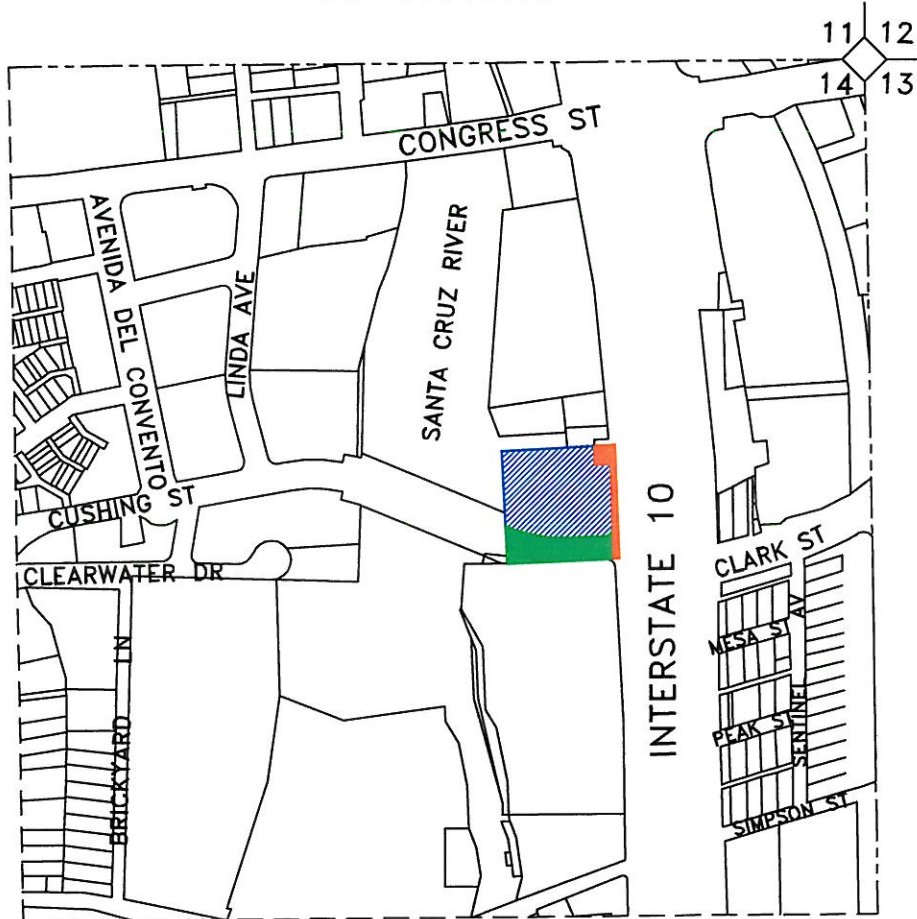 11 12
14 13
CONGRESS ST
AVENIDA DEL CONVENTO
LINDA AVE
SANTA CRUZ RIVER
CUSHING ST
INTERSTATE 10
CLARK ST
CLEARWATER DR
MESA ST
SENTINEL AV
BRICKYARD LN
PEAK ST
SIMPSON ST